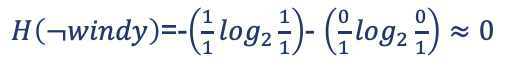 H(¬windy)=-(1/1 log₂ 1/1)- (0/1 log₂ 0/1) ≈ 0